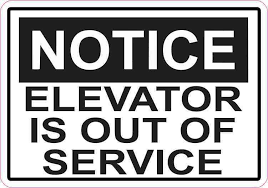 NOTICE
ELEVATOR
IS OUT OF
SERVICE